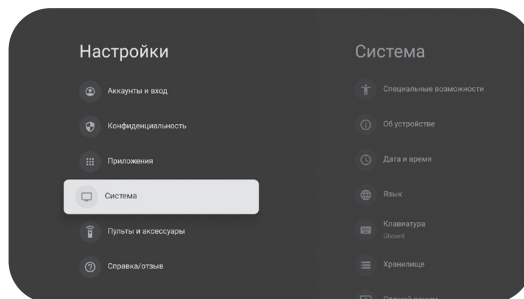 Настройки
Аккаунты и вход
Конфиденциальность
Приложения
Система
Пульты и аксессуары
Справка/отзыв
Система
Специальные возможности
Об устройстве
Дата и время
Язык
Клавиатура
Gboard
Хранилище